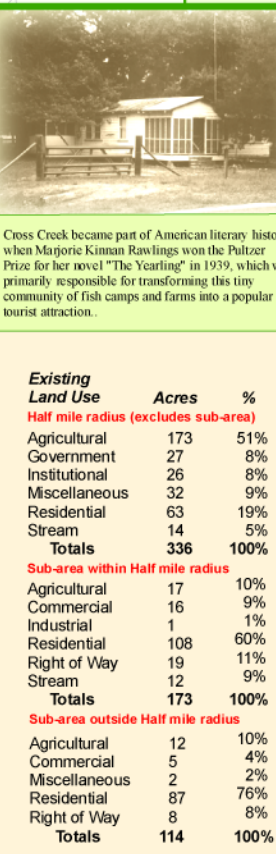 Cross Creek became part of American literary histo
when Marjorie Kinnan Rawlings won the Pultzer
Prize for her novel "The Yearling" in 1939, which w
primarily responsible for transforming this tiny
community of fish camps and farms into a popular
tourist attraction..
Existing
Land Use Acres %
Half mile radius (excludes sub-area)
Agricultural 173 51%
Government 27 8%
Institutional 26 8%
Miscellaneous 32 9%
Residential 63 19%
Stream 14 5%
Totals 336 100%
Sub-area within Half mile radius
Agricultural 17 10%
Commercial 16 9%
Industrial 1 1%
Residential 108 60%
Right of Way 19 11%
Stream 12 9%
Totals 173 100%
Sub-area outside Half mile radius
Agricultural 12 10%
Commercial 5 4%
Miscellaneous 2 2%
Residential 87 76%
Right of Way 8 8%
Totals 114 100%